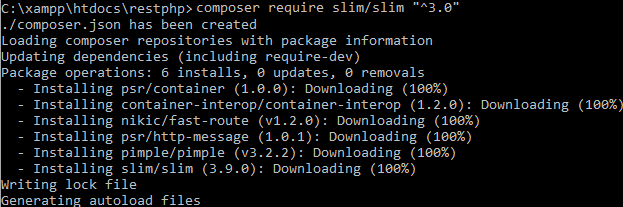 C:\xampp\htdocs\restphp>composer require slim/slim "^3.0"
./composer.json has been created
Loading composer repositories with package information
Updating dependencies (including require-dev)
Package operations: 6 installs, 0 updates, 0 removals
  - Installing psr/container (1.0.0): Downloading (100%)
  - Installing container-interop/container-interop (1.2.0): Downloading (100%)
  - Installing nikic/fast-route (v1.2.0): Downloading (100%)
  - Installing psr/http-message (1.0.1): Downloading (100%)
  - Installing pimple/pimple (v3.2.2): Downloading (100%)
  - Installing slim/slim (3.9.0): Downloading (100%)
Writing lock file
Generating autoload files